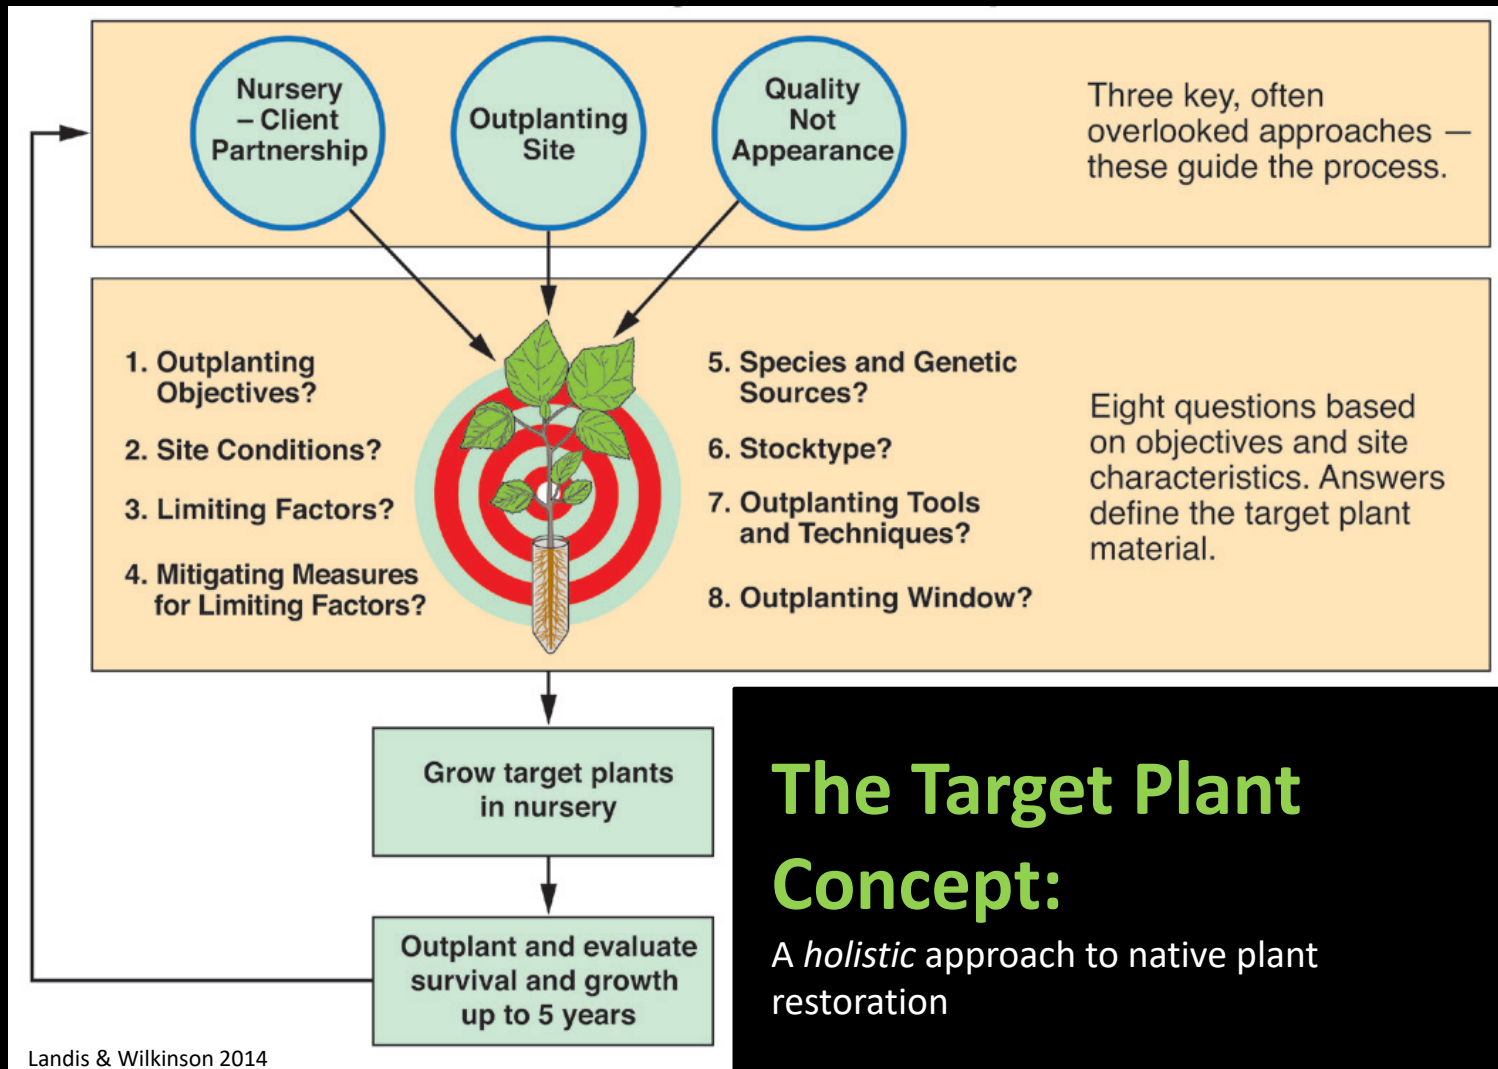 Nursery
– Client
Partnership
Outplanting
Site
Quality
Not
Appearance
Three key, often
overlooked approaches —
these guide the process.
1. Outplanting
Objectives?
2. Site Conditions?
3. Limiting Factors?
4. Mitigating Measures
for Limiting Factors?
5. Species and Genetic
Sources?
6. Stocktype?
7. Outplanting Tools
and Techniques?
8. Outplanting Window?
Eight questions based
on objectives and site
characteristics. Answers
define the target plant
material.
Grow target plants
in nursery
Outplant and evaluate
survival and growth
up to 5 years
The Target Plant
Concept:
A holistic approach to native plant
restoration
Landis & Wilkinson 2014